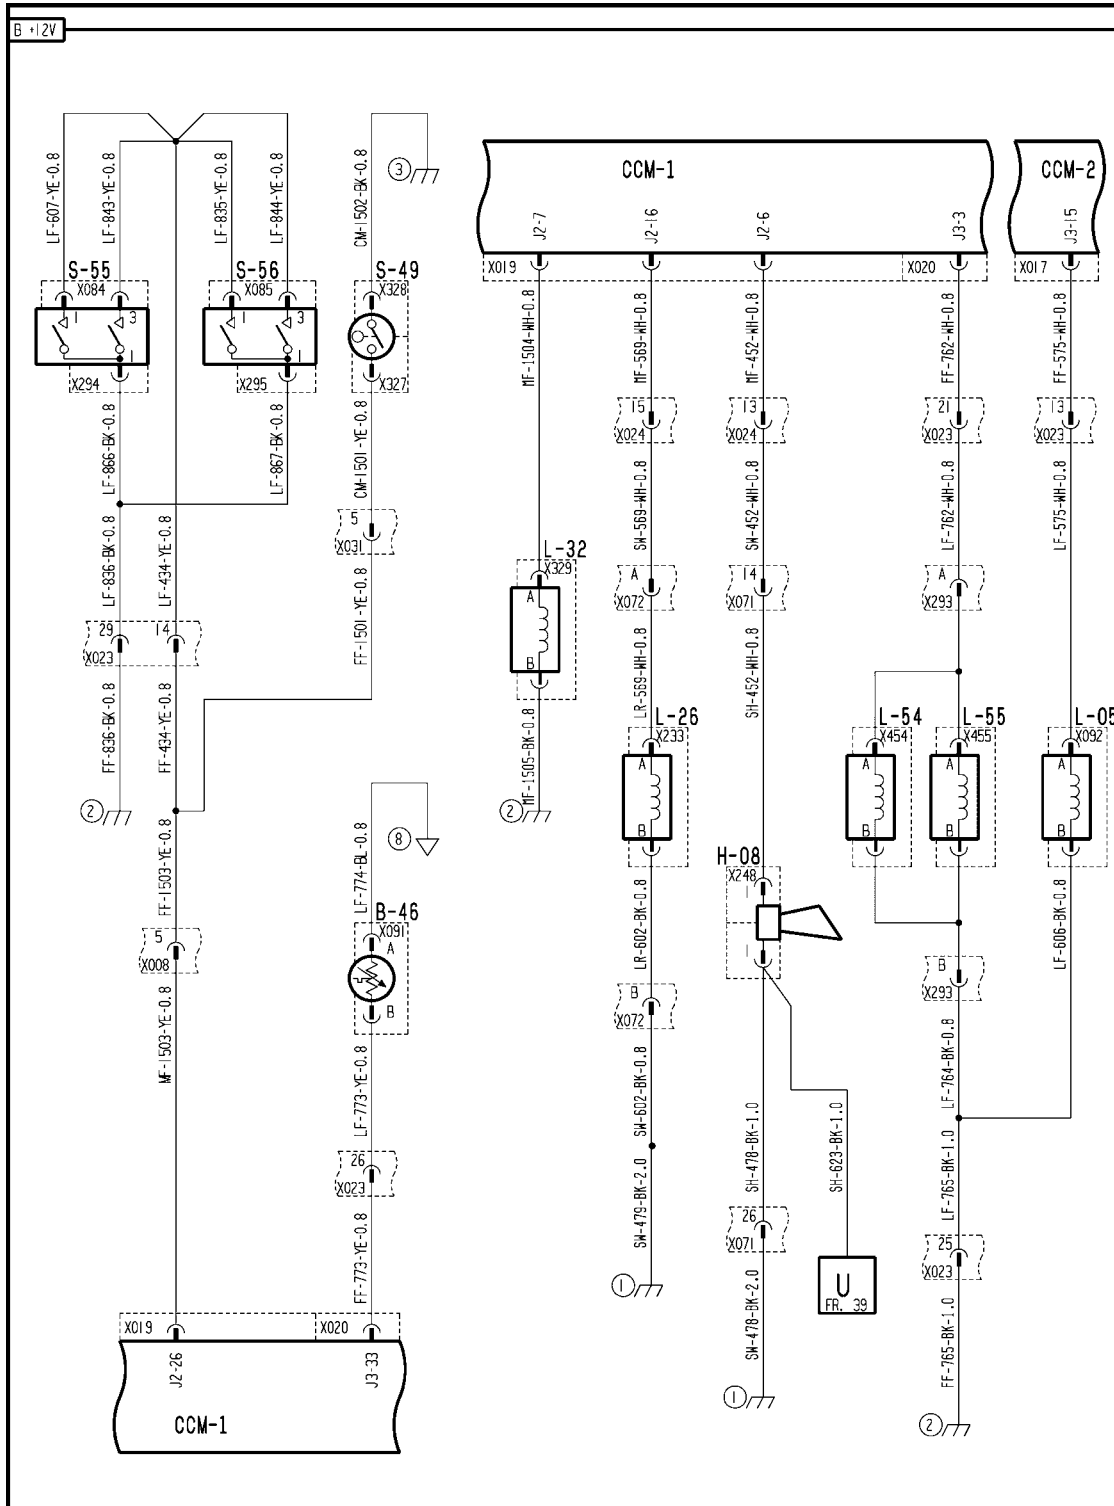 B +12V
LF-607-YE-0.8
LF-843-YE-0.8
LF-835-YE-0.8
LF-844-YE-0.8
CM-1502-BK-0.8
3
CCM-1
J2-7
J2-16
J2-6
J3-3
CCM-2
J3-15
S-55
X084
S-56
X085
S-49
X328
X019
X020
X017
1
3
1
3
1
1
X294
X295
X327
MF-1504-WH-0.8
MF-569-WH-0.8
MF-452-WH-0.8
FF-762-WH-0.8
FF-575-WH-0.8
15
X024
13
X024
21
X023
13
X023
LF-866-BK-0.8
LF-867-BK-0.8
CM-1501-YE-0.8
SW-569-WH-0.8
SW-452-WH-0.8
LF-762-WH-0.8
LF-575-WH-0.8
5
X031
LF-836-BK-0.8
LF-434-YE-0.8
L-32
X329
A
B
A
X072
14
X071
A
X293
FF-1501-YE-0.8
29
14
X023
LR-569-WH-0.8
SH-452-WH-0.8
FF-836-BK-0.8
FF-434-YE-0.8
MF-1505-BK-0.8
L-26
X233
A
B
L-54
X454
A
B
L-55
X455
A
B
L-05
X092
A
B
2
2
8
FF-1503-YE-0.8
LF-774-BL-0.8
H-08
X248
1
1
LR-602-BK-0.8
LF-606-BK-0.8
B-46
X091
A
B
5
X008
B
X072
B
X293
MF-1503-YE-0.8
LF-773-YE-0.8
SW-602-BK-0.8
SH-478-BK-1.0
SH-623-BK-1.0
LF-764-BK-0.8
26
X023
SW-479-BK-2.0
26
X071
LF-765-BK-1.0
25
X023
FF-773-YE-0.8
1
SW-478-BK-2.0
U
FR. 39
FF-765-BK-1.0
X019
X020
J2-26
J3-33
CCM-1
1
2